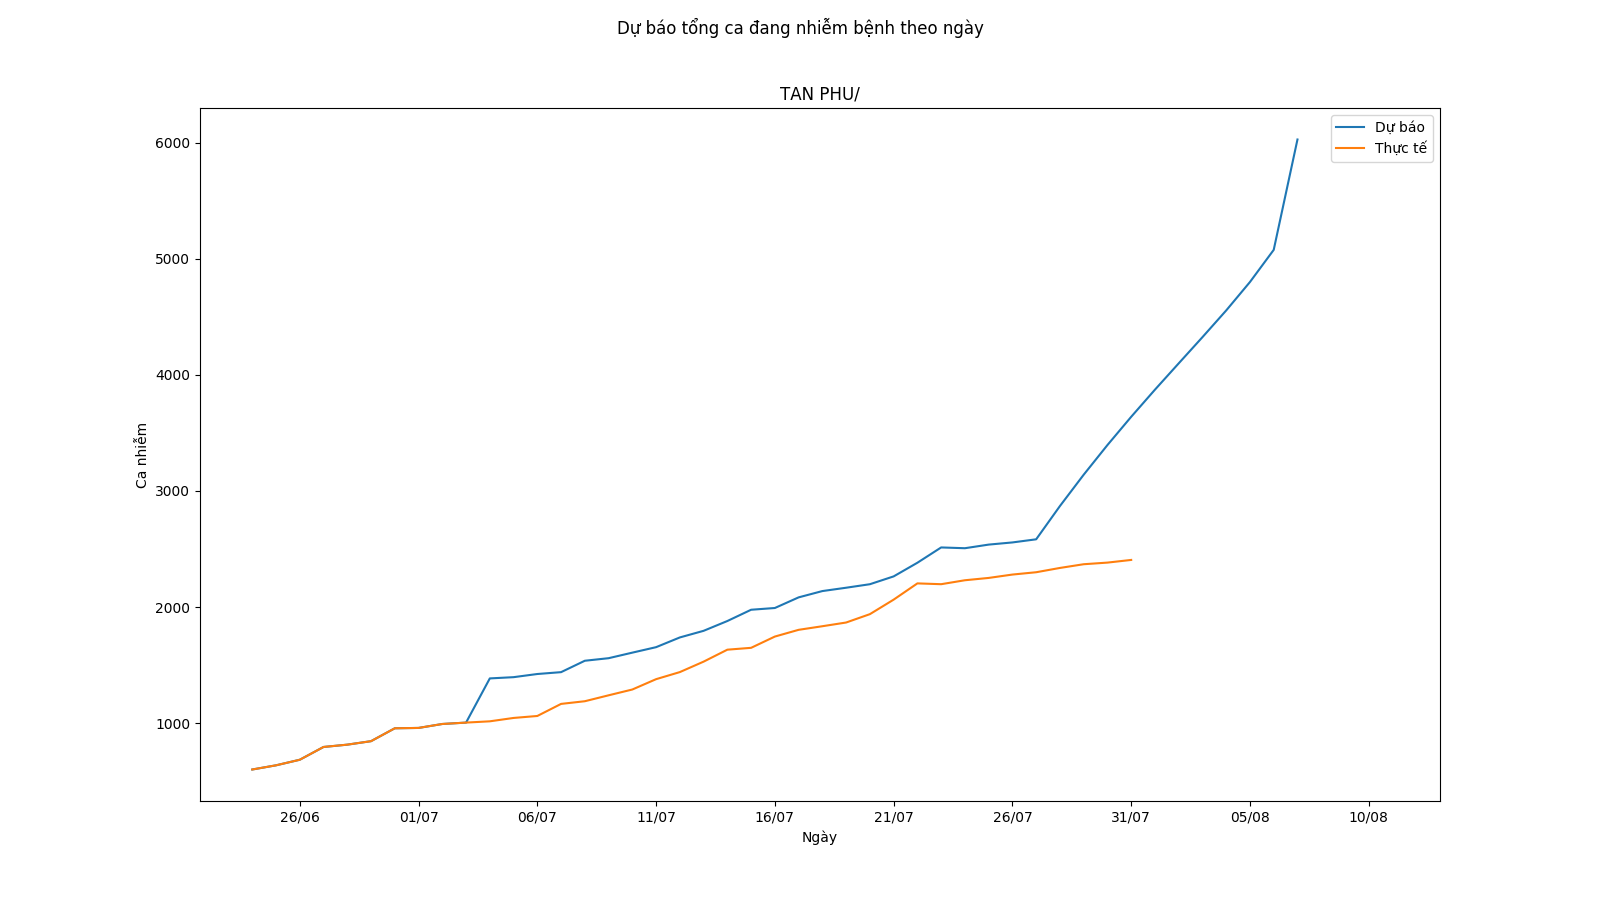 Dự báo tổng ca đang nhiễm bệnh theo ngày
TAN PHU/
Dự báo
Thực tế
6000
5000
4000
3000
2000
1000
Ca nhiễm
26/06
01/07
06/07
11/07
16/07
21/07
26/07
31/07
05/08
10/08
Ngày